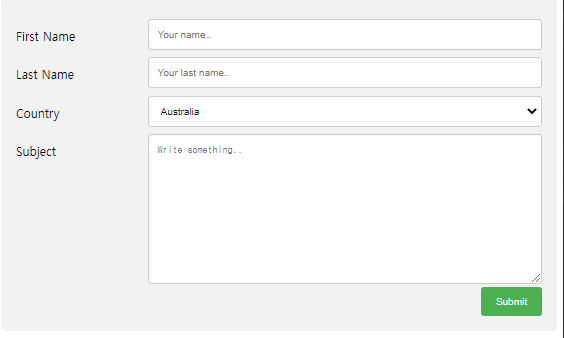 First Name
Your name..
Last Name
Your last name..
Country
Australia
Subject
Write something..
Submit